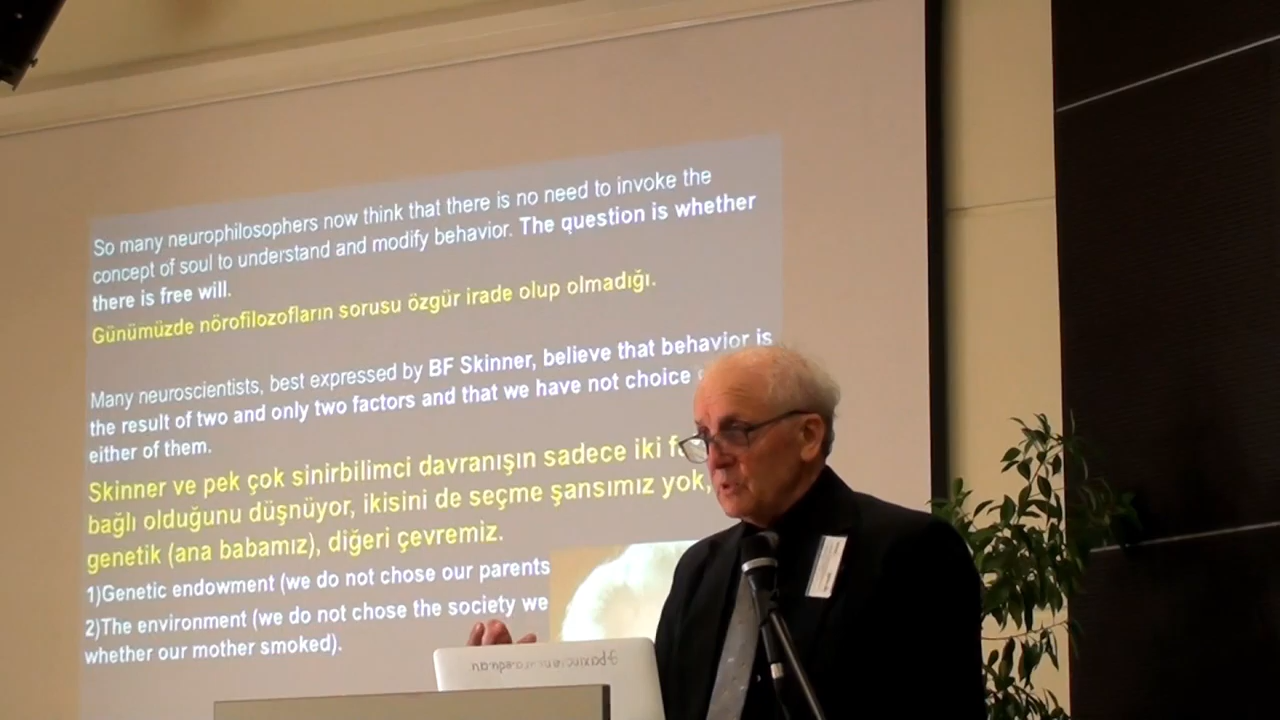 So many neurophilosophers now think that there is no need to invoke the
concept of soul to understand and modify behavior. The question is whether
there is free will.
Günümüzde nörofilozofların sorusu özgür irade olup olmadığı.
Many neuroscientists, best expressed by BF Skinner, believe that behavior is
the result of two and only two factors and that we have not choice
either of them.
Skinner ve pek çok sinirbilimci davranışın sadece iki
bağlı olduğunu düşnüyor, ikisini de seçme şansımız yok,
genetik (ana babamız), diğeri çevremiz.
1)Genetic endowment (we do not chose our parents
2)The environment (we do not chose the society we
whether our mother smoked).